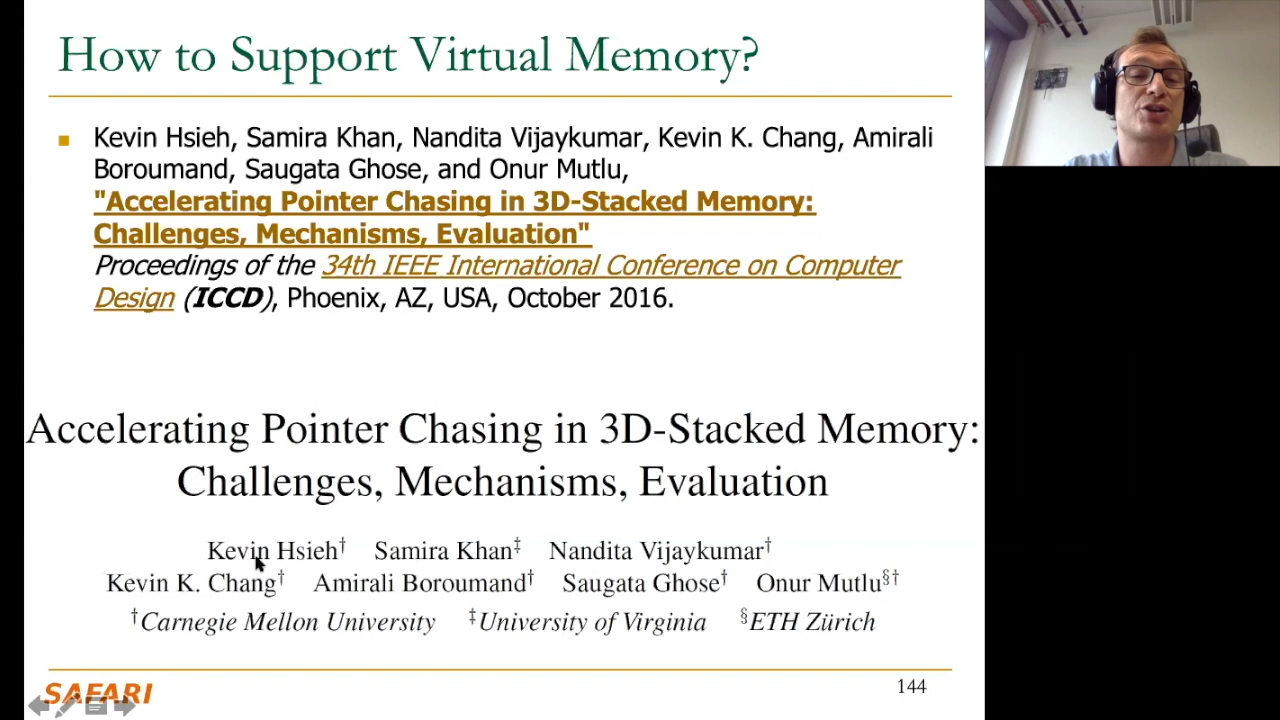 How to Support Virtual Memory?
Kevin Hsieh, Samira Khan, Nandita Vijaykumar, Kevin K. Chang, Amirali
Boroumand, Saugata Ghose, and Onur Mutlu,
"Accelerating Pointer Chasing in 3D-Stacked Memory:
Challenges, Mechanisms, Evaluation"
Proceedings of the 34th IEEE International Conference on Computer
Design (ICCD), Phoenix, AZ, USA, October 2016.
Accelerating Pointer Chasing in 3D-Stacked Memory:
Challenges, Mechanisms, Evaluation
Kevin Hsieh† Samira Khan‡ Nandita Vijaykumar†
Kevin K. Chang† Amirali Boroumand† Saugata Ghose† Onur Mutlu§†
†Carnegie Mellon University ‡University of Virginia §ETH Zürich
SAFARI
144